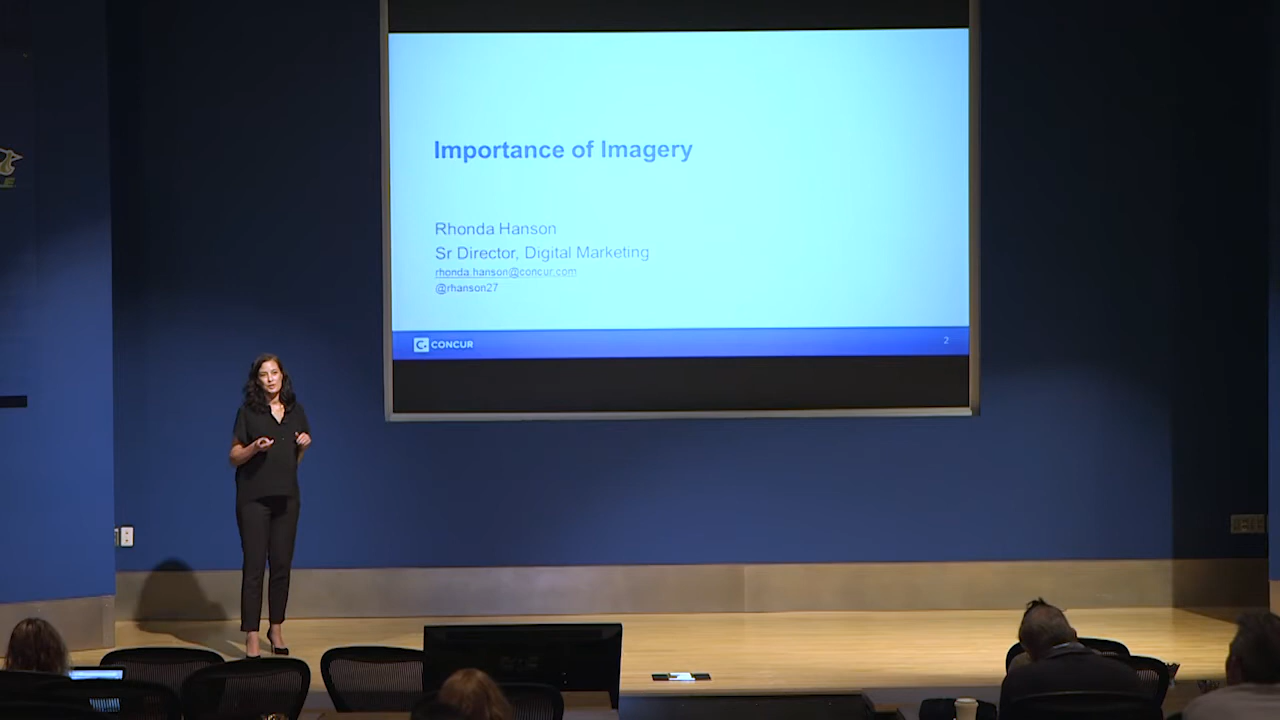 Importance of Imagery
Rhonda Hanson
Sr Director, Digital Marketing
rhonda.hanson@concur.com
@rhanson27
C. CONCUR
2